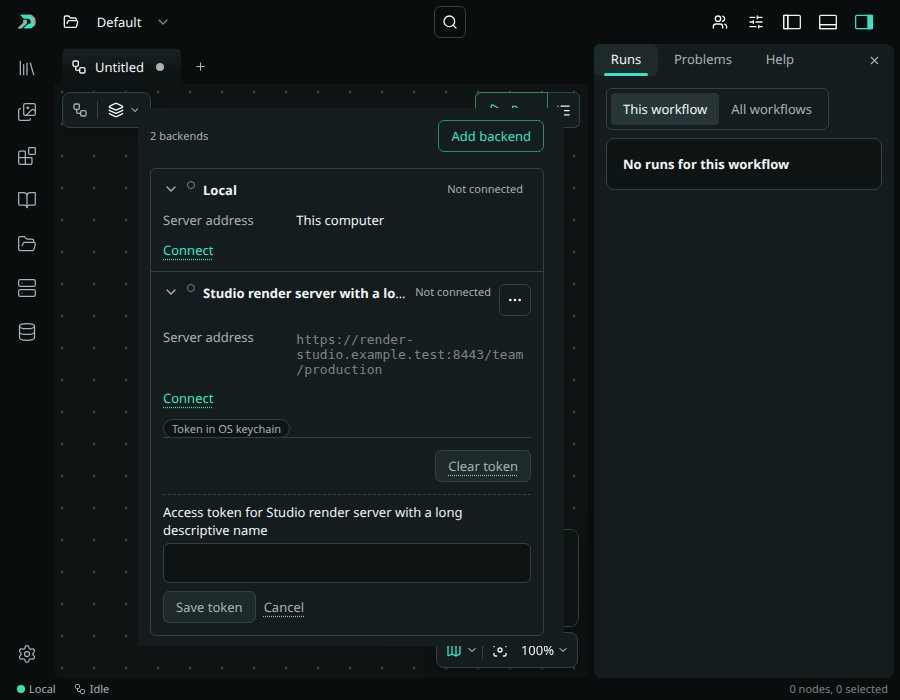 Default
Untitled
2 backends
Add backend
Local
Not connected
Server address
This computer
Connect
Studio render server with a lo...
Not connected
Server address
https://render-
studio.example.test:8443/team
/production
Connect
Token in OS keychain
Clear token
Access token for Studio render server with a long
descriptive name
Save token
Cancel
100%
Runs
Problems
Help
This workflow
All workflows
No runs for this workflow
Local
Idle
0 nodes, 0 selected